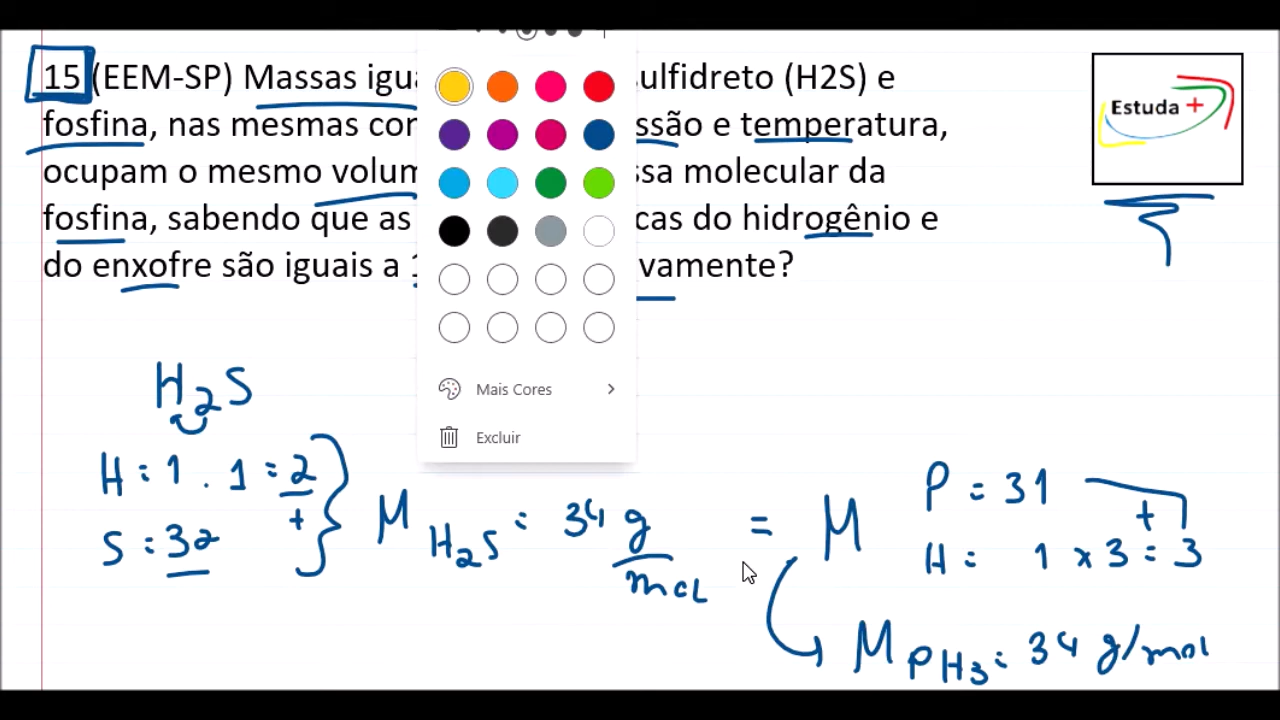 15 (EEM-SP) Massas igua sulfidreto (H2S) e
fosfina, nas mesmas con ssão e temperatura,
ocupam o mesmo volum ssa molecular da
fosfina, sabendo que as cas do hidrogênio e
do enxofre são iguais a 1 vamente?
Estuda +
Mais Cores
Excluir
H2S
H = 1 . 1 = 2
+
S = 32
M H2S = 34 g/mol = M
P = 31
+
H = 1 x 3 = 3
M PH3 = 34 g/mol